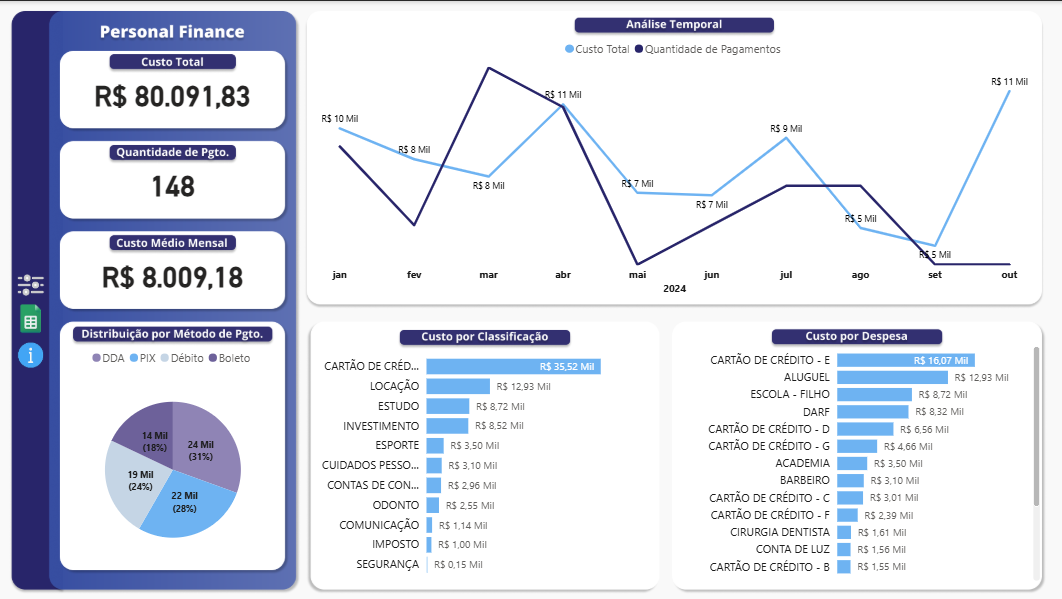 Personal Finance
Custo Total
R$ 80.091,83
Quantidade de Pgto.
148
Custo Médio Mensal
R$ 8.009,18
Distribuição por Método de Pgto.
DDA PIX Débito Boleto
14 Mil
(18%)
24 Mil
(31%)
19 Mil
(24%)
22 Mil
(28%)
Análise Temporal
Custo Total Quantidade de Pagamentos
R$ 10 Mil
R$ 8 Mil
R$ 8 Mil
R$ 11 Mil
R$ 7 Mil
R$ 7 Mil
R$ 9 Mil
R$ 5 Mil
R$ 5 Mil
R$ 11 Mil
jan fev mar abr mai jun jul ago set out
2024
Custo por Classificação
CARTÃO DE CRÉD... R$ 35,52 Mil
LOCAÇÃO R$ 12,93 Mil
ESTUDO R$ 8,72 Mil
INVESTIMENTO R$ 8,52 Mil
ESPORTE R$ 3,50 Mil
CUIDADOS PESSO... R$ 3,10 Mil
CONTAS DE CON... R$ 2,96 Mil
ODONTO R$ 2,55 Mil
COMUNICAÇÃO R$ 1,14 Mil
IMPOSTO R$ 1,00 Mil
SEGURANÇA R$ 0,15 Mil
Custo por Despesa
CARTÃO DE CRÉDITO - E R$ 16,07 Mil
ALUGUEL R$ 12,93 Mil
ESCOLA - FILHO R$ 8,72 Mil
DARF R$ 8,32 Mil
CARTÃO DE CRÉDITO - D R$ 6,56 Mil
CARTÃO DE CRÉDITO - G R$ 4,66 Mil
ACADEMIA R$ 3,50 Mil
BARBEIRO R$ 3,10 Mil
CARTÃO DE CRÉDITO - C R$ 3,01 Mil
CARTÃO DE CRÉDITO - F R$ 2,39 Mil
CIRURGIA DENTISTA R$ 1,61 Mil
CONTA DE LUZ R$ 1,56 Mil
CARTÃO DE CRÉDITO - B R$ 1,55 Mil